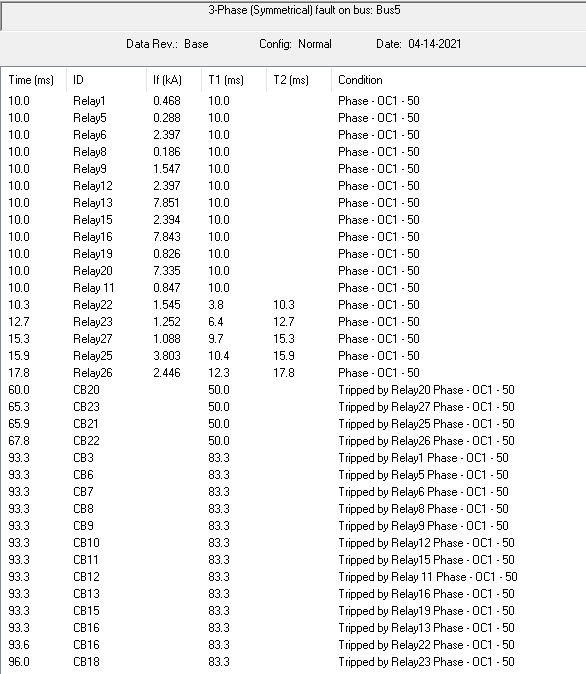 3-Phase (Symmetrical) fault on bus: Bus5
Data Rev.: Base Config: Normal Date: 04-14-2021
Time (ms) ID If (kA) T1 (ms) T2 (ms) Condition
10.0 Relay1 0.468 10.0 Phase - OC1 - 50
10.0 Relay5 0.288 10.0 Phase - OC1 - 50
10.0 Relay6 2.397 10.0 Phase - OC1 - 50
10.0 Relay8 0.186 10.0 Phase - OC1 - 50
10.0 Relay9 1.547 10.0 Phase - OC1 - 50
10.0 Relay12 2.397 10.0 Phase - OC1 - 50
10.0 Relay13 7.851 10.0 Phase - OC1 - 50
10.0 Relay15 2.394 10.0 Phase - OC1 - 50
10.0 Relay16 7.843 10.0 Phase - OC1 - 50
10.0 Relay19 0.826 10.0 Phase - OC1 - 50
10.0 Relay20 7.335 10.0 Phase - OC1 - 50
10.0 Relay 11 0.847 10.0 Phase - OC1 - 50
10.3 Relay22 1.545 3.8 10.3 Phase - OC1 - 50
12.7 Relay23 1.252 6.4 12.7 Phase - OC1 - 50
15.3 Relay27 1.088 9.7 15.3 Phase - OC1 - 50
15.9 Relay25 3.803 10.4 15.9 Phase - OC1 - 50
17.8 Relay26 2.446 12.3 17.8 Phase - OC1 - 50
60.0 CB20 50.0 Tripped by Relay20 Phase - OC1 - 50
65.3 CB23 50.0 Tripped by Relay27 Phase - OC1 - 50
65.9 CB21 50.0 Tripped by Relay25 Phase - OC1 - 50
67.8 CB22 50.0 Tripped by Relay26 Phase - OC1 - 50
93.3 CB3 83.3 Tripped by Relay1 Phase - OC1 - 50
93.3 CB6 83.3 Tripped by Relay5 Phase - OC1 - 50
93.3 CB7 83.3 Tripped by Relay6 Phase - OC1 - 50
93.3 CB8 83.3 Tripped by Relay8 Phase - OC1 - 50
93.3 CB9 83.3 Tripped by Relay9 Phase - OC1 - 50
93.3 CB10 83.3 Tripped by Relay12 Phase - OC1 - 50
93.3 CB11 83.3 Tripped by Relay15 Phase - OC1 - 50
93.3 CB12 83.3 Tripped by Relay 11 Phase - OC1 - 50
93.3 CB13 83.3 Tripped by Relay16 Phase - OC1 - 50
93.3 CB15 83.3 Tripped by Relay19 Phase - OC1 - 50
93.3 CB16 83.3 Tripped by Relay13 Phase - OC1 - 50
93.6 CB16 83.3 Tripped by Relay22 Phase - OC1 - 50
96.0 CB18 83.3 Tripped by Relay23 Phase - OC1 - 50